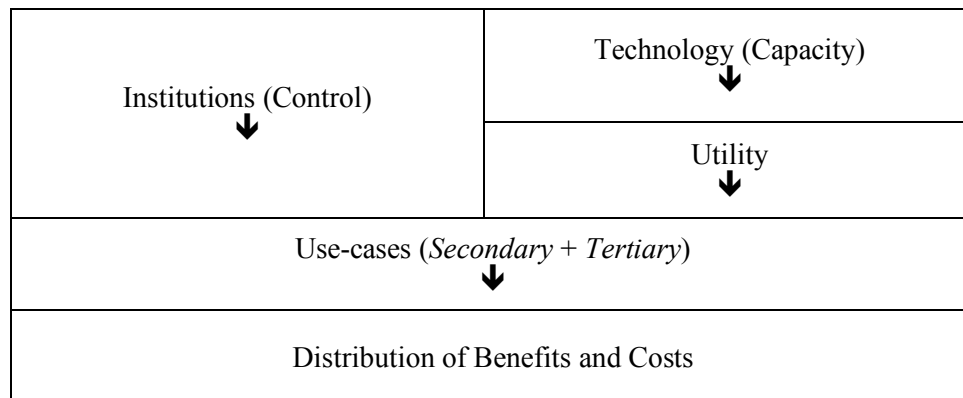 Technology (Capacity)
Institutions (Control)
Utility
Use-cases (Secondary + Tertiary)
Distribution of Benefits and Costs